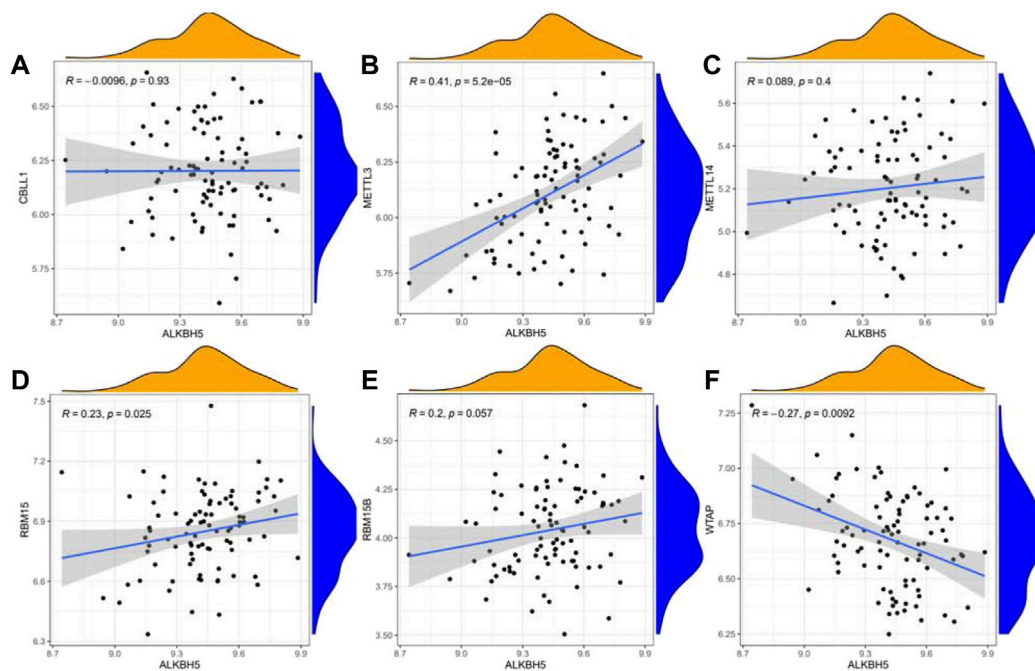 A
R = −0.0096, p = 0.93
6.50
6.25
6.00
5.75
CBLL1
8.7 9.0 9.3 9.6 9.9
ALKBH5
B
R = 0.41, p = 5.2e−05
6.50
6.25
6.00
5.75
METTL3
8.7 9.0 9.3 9.6 9.9
ALKBH5
C
R = 0.089, p = 0.4
5.6
5.4
5.2
5.0
4.8
METTL14
8.7 9.0 9.3 9.6 9.9
ALKBH5
D
R = 0.23, p = 0.025
7.5
7.2
6.9
6.6
6.3
RBM15
8.7 9.0 9.3 9.6 9.9
ALKBH5
E
R = 0.2, p = 0.057
4.50
4.25
4.00
3.75
3.50
RBM15B
8.7 9.0 9.3 9.6 9.9
ALKBH5
F
R = −0.27, p = 0.0092
7.25
7.00
6.75
6.50
6.25
WTAP
8.7 9.0 9.3 9.6 9.9
ALKBH5